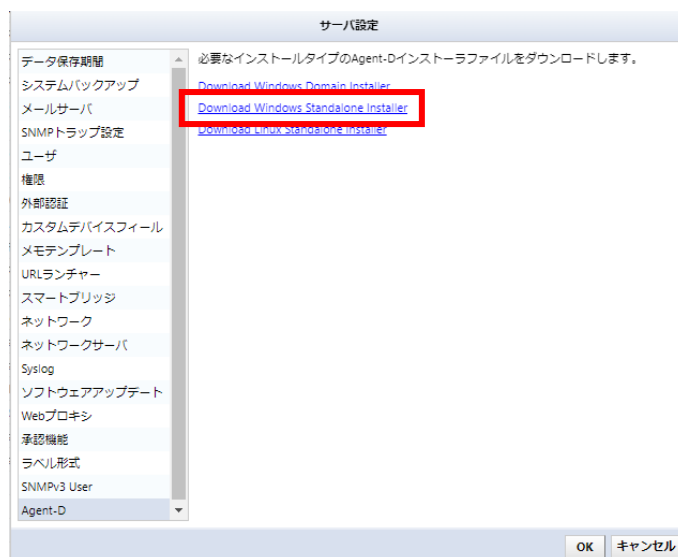 サーバ設定
データ保存期間
システムバックアップ
メールサーバ
SNMPトラップ設定
ユーザ
権限
外部認証
カスタムデバイスフィール
メモテンプレート
URLランチャー
スマートブリッジ
ネットワーク
ネットワークサーバ
Syslog
ソフトウェアアップデート
Webプロキシ
承認機能
ラベル形式
SNMPv3 User
Agent-D
必要なインストールタイプのAgent-Dインストーラファイルをダウンロードします。
Download Windows Domain Installer
Download Windows Standalone Installer
Download Linux Standalone Installer
OK
キャンセル